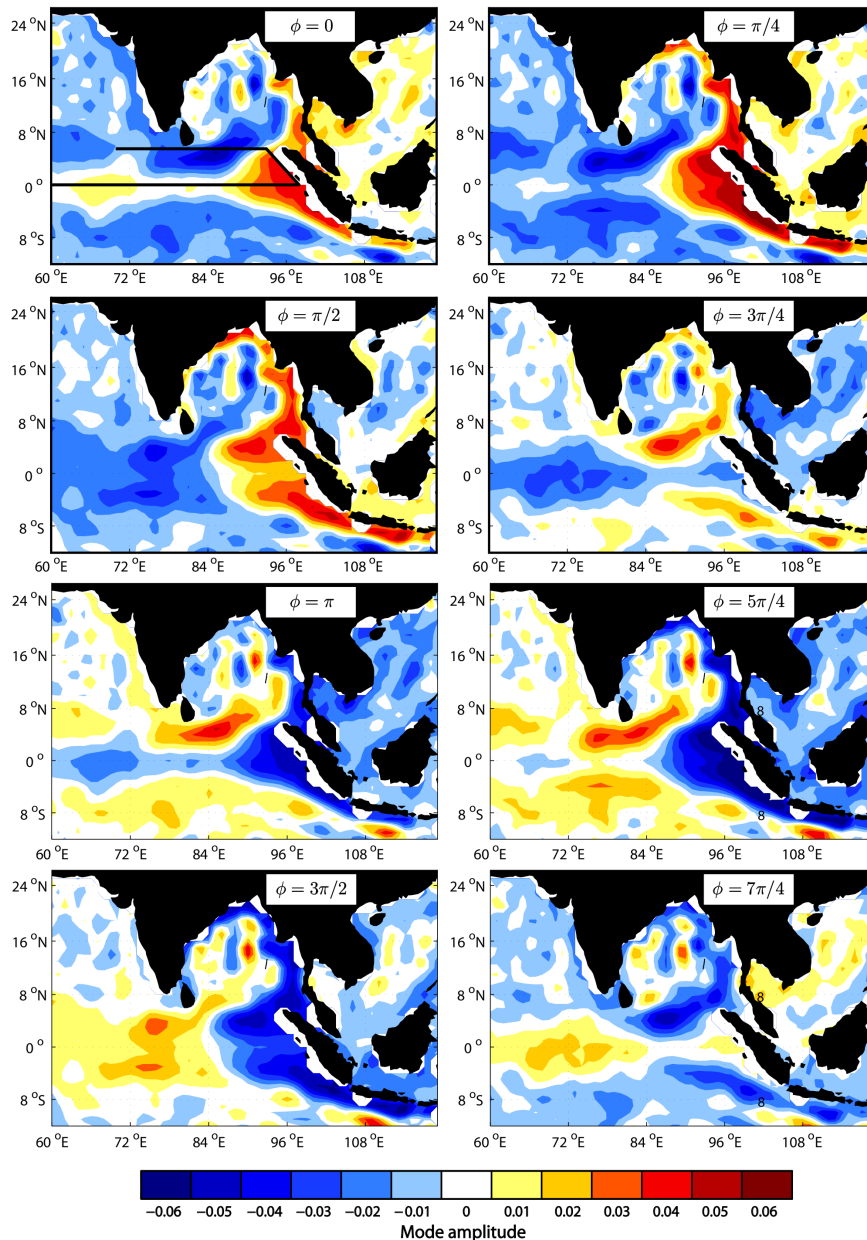 ϕ = 0
ϕ = π/4
24 °N
16 °N
8 °N
0 °
8 °S
60 °E
72 °E
84 °E
96 °E
108 °E
24 °N
16 °N
8 °N
0 °
8 °S
60 °E
72 °E
84 °E
96 °E
108 °E
ϕ = π/2
ϕ = 3π/4
24 °N
16 °N
8 °N
0 °
8 °S
60 °E
72 °E
84 °E
96 °E
108 °E
24 °N
16 °N
8 °N
0 °
8 °S
60 °E
72 °E
84 °E
96 °E
108 °E
ϕ = π
ϕ = 5π/4
24 °N
16 °N
8 °N
0 °
8 °S
60 °E
72 °E
84 °E
96 °E
108 °E
24 °N
16 °N
8 °N
0 °
8 °S
8
8
60 °E
72 °E
84 °E
96 °E
108 °E
ϕ = 3π/2
ϕ = 7π/4
24 °N
16 °N
8 °N
0 °
8 °S
60 °E
72 °E
84 °E
96 °E
108 °E
24 °N
16 °N
8 °N
0 °
8 °S
8
8
60 °E
72 °E
84 °E
96 °E
108 °E
−0.06 −0.05 −0.04 −0.03 −0.02 −0.01 0 0.01 0.02 0.03 0.04 0.05 0.06
Mode amplitude